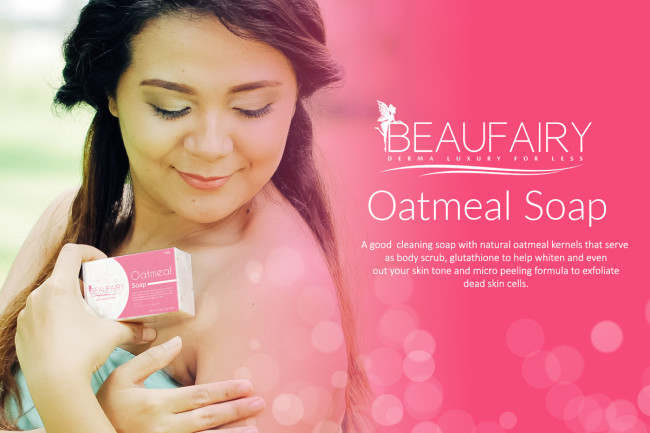 BEAUFAIRY
DERMA LUXURY FOR LESS
Oatmeal Soap
A good cleaning soap with natural oatmeal kernels that serve
as body scrub, glutathione to help whiten and even
out your skin tone and micro peeling formula to exfoliate
dead skin cells.
Oatmeal
Soap
BEAUFAIRY